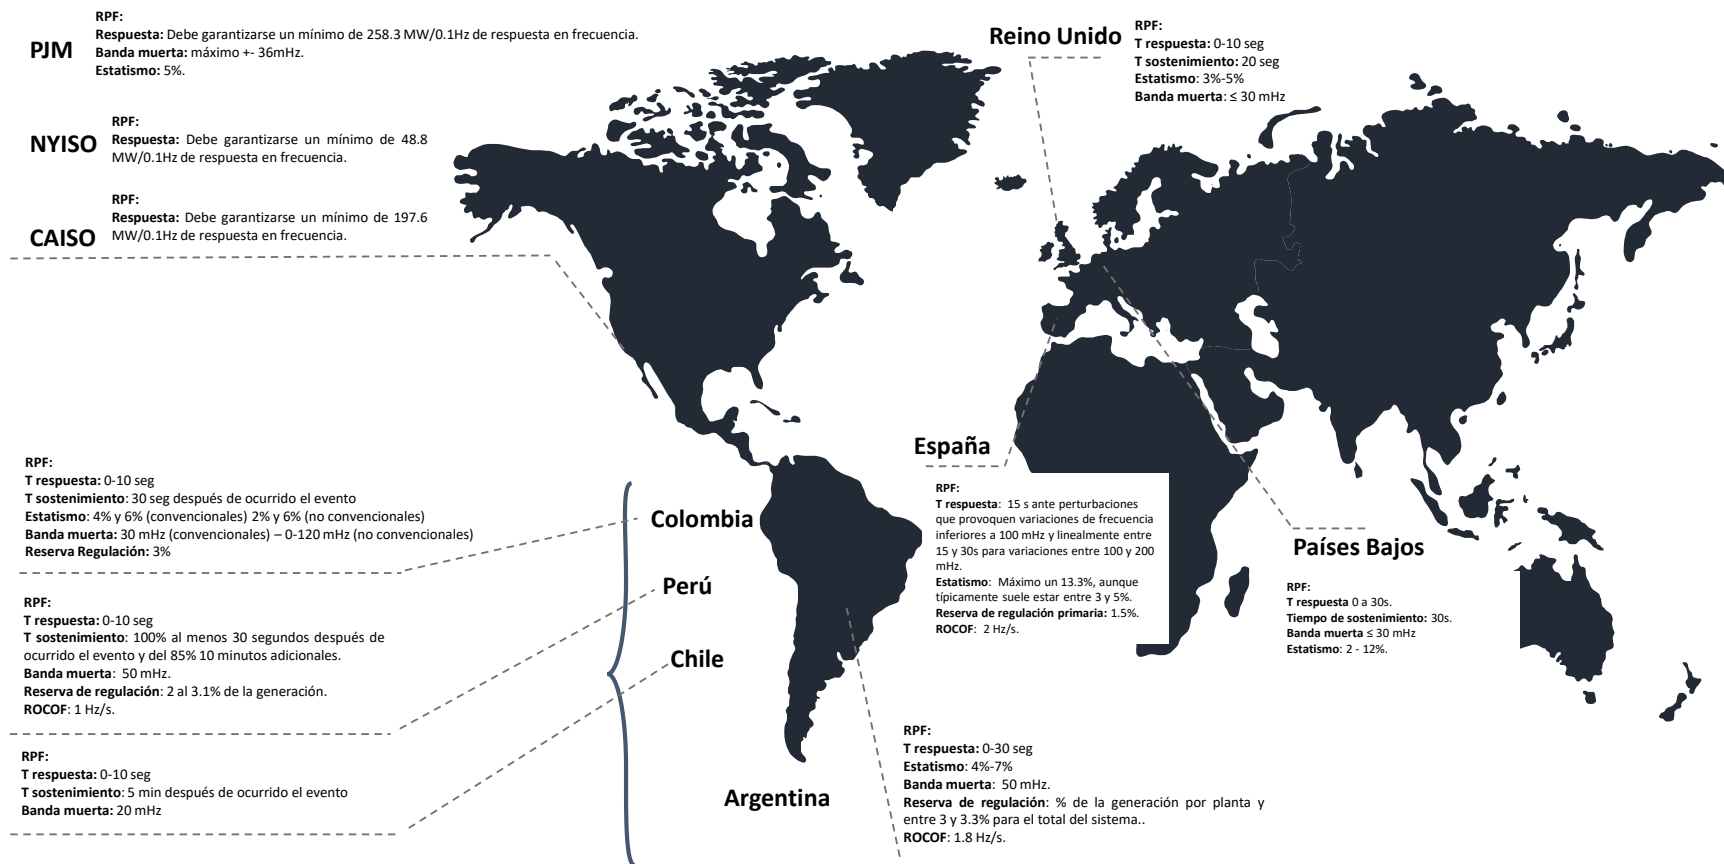 PJM
RPF:
Respuesta: Debe garantizarse un mínimo de 258.3 MW/0.1Hz de respuesta en frecuencia.
Banda muerta: máximo +- 36mHz.
Estatismo: 5%.
NYISO
RPF:
Respuesta: Debe garantizarse un mínimo de 48.8
MW/0.1Hz de respuesta en frecuencia.
CAISO
RPF:
Respuesta: Debe garantizarse un mínimo de 197.6
MW/0.1Hz de respuesta en frecuencia.
Reino Unido
RPF:
T respuesta: 0-10 seg
T sostenimiento: 20 seg
Estatismo: 3%-5%
Banda muerta: ≤ 30 mHz
España
RPF:
T respuesta: 15 s ante perturbaciones
que provoquen variaciones de frecuencia
inferiores a 100 mHz y linealmente entre
15 y 30s para variaciones entre 100 y 200
mHz.
Estatismo: Máximo un 13.3%, aunque
típicamente suele estar entre 3 y 5%.
Reserva de regulación primaria: 1.5%.
ROCOF: 2 Hz/s.
Países Bajos
RPF:
T respuesta 0 a 30s.
Tiempo de sostenimiento: 30s.
Banda muerta ≤ 30 mHz
Estatismo: 2 - 12%.
Colombia
RPF:
T respuesta: 0-10 seg
T sostenimiento: 30 seg después de ocurrido el evento
Estatismo: 4% y 6% (convencionales) 2% y 6% (no convencionales)
Banda muerta: 30 mHz (convencionales) – 0-120 mHz (no convencionales)
Reserva Regulación: 3%
Perú
RPF:
T respuesta: 0-10 seg
T sostenimiento: 100% al menos 30 segundos después de
ocurrido el evento y del 85% 10 minutos adicionales.
Banda muerta: 50 mHz.
Reserva de regulación: 2 al 3.1% de la generación.
ROCOF: 1 Hz/s.
Chile
RPF:
T respuesta: 0-10 seg
T sostenimiento: 5 min después de ocurrido el evento
Banda muerta: 20 mHz
Argentina
RPF:
T respuesta: 0-30 seg
Estatismo: 4%-7%
Banda muerta: 50 mHz.
Reserva de regulación: % de la generación por planta y
entre 3 y 3.3% para el total del sistema..
ROCOF: 1.8 Hz/s.